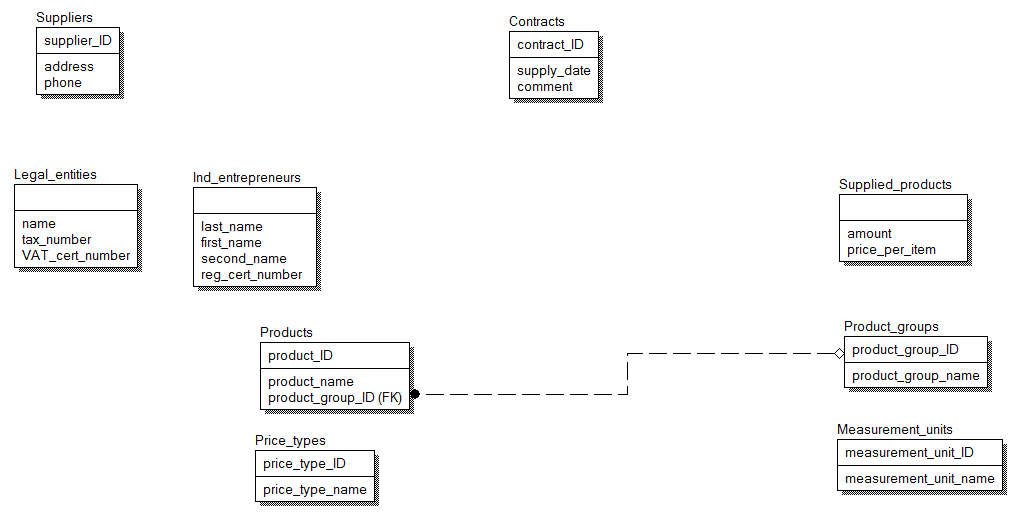 Suppliers
supplier_ID
address
phone
Contracts
contract_ID
supply_date
comment
Legal_entities
name
tax_number
VAT_cert_number
Ind_entrepreneurs
last_name
first_name
second_name
reg_cert_number
Supplied_products
amount
price_per_item
Products
product_ID
product_name
product_group_ID (FK)
Product_groups
product_group_ID
product_group_name
Price_types
price_type_ID
price_type_name
Measurement_units
measurement_unit_ID
measurement_unit_name